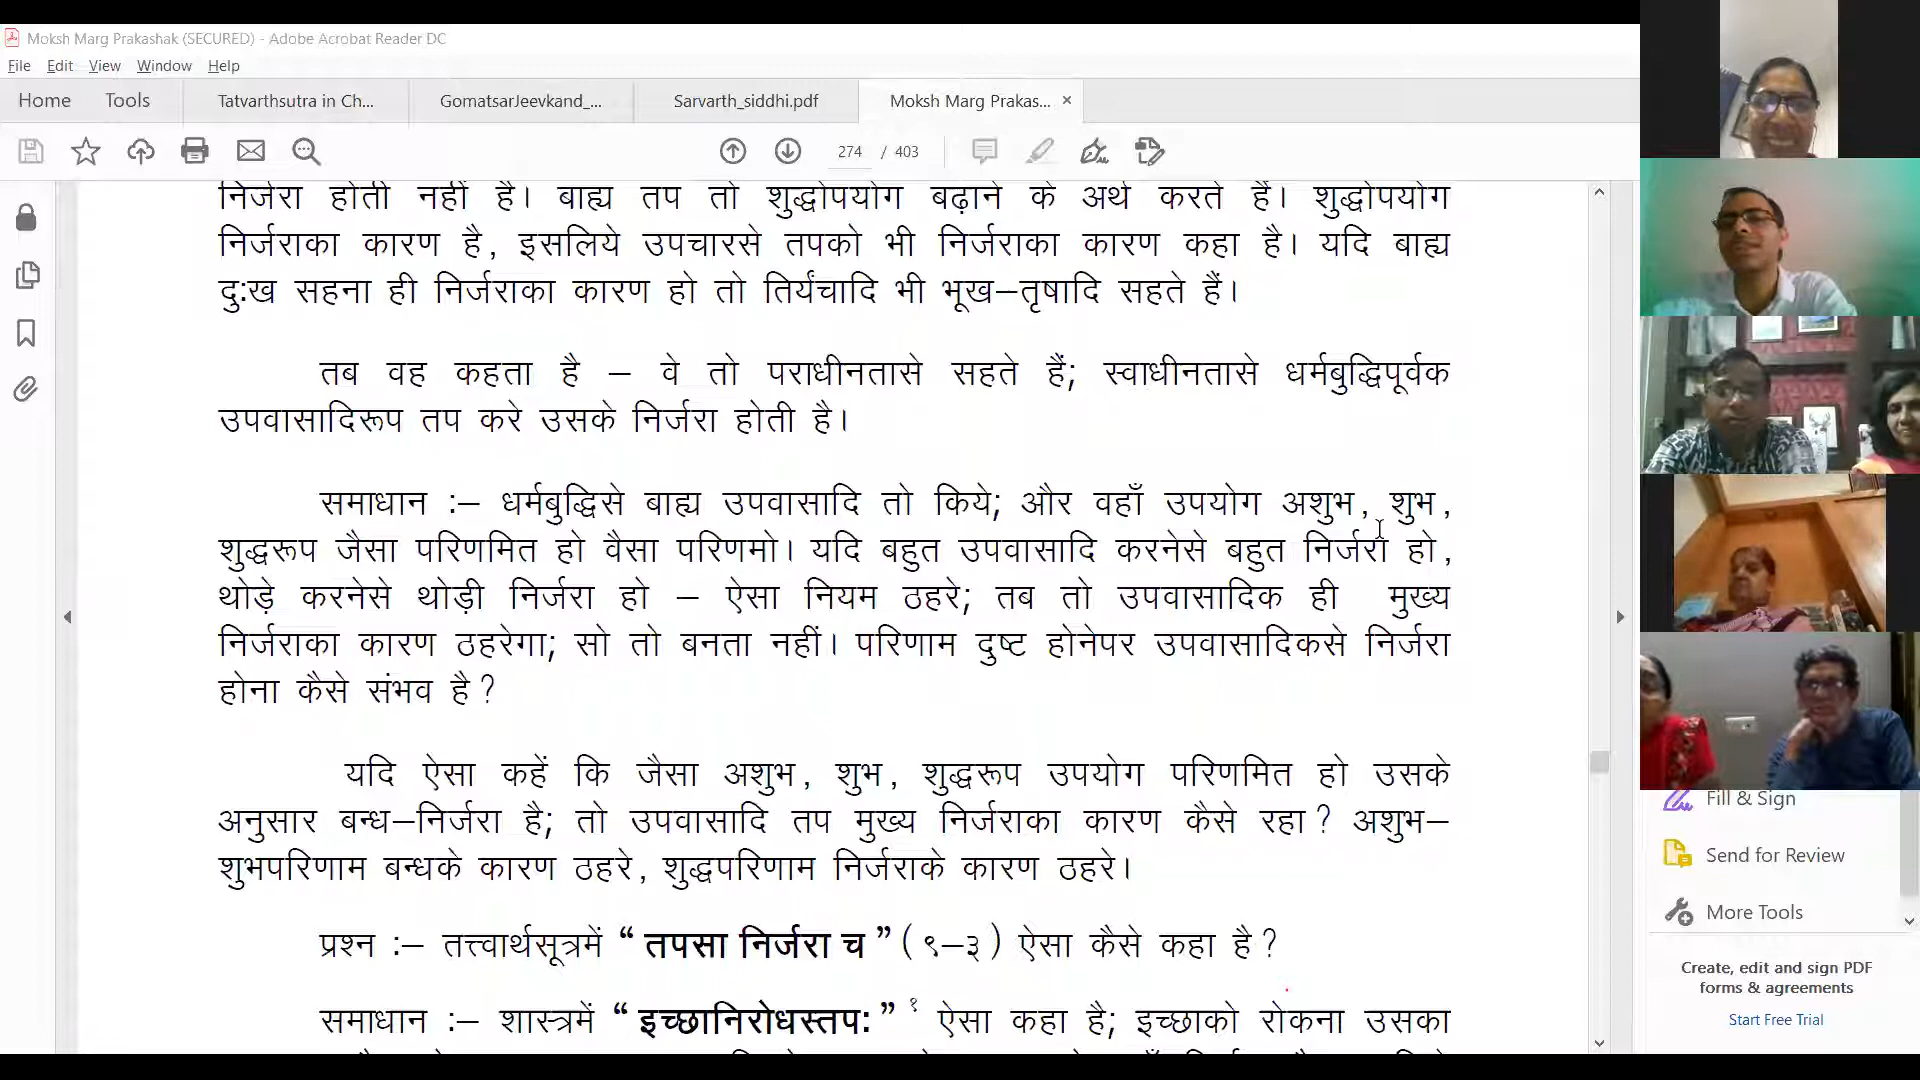 Moksh Marg Prakashak (SECURED) - Adobe Acrobat Reader DC
File Edit View Window Help
Home Tools Tatvarthsutra in Ch... GomatsarJeevkand_... Sarvarth_siddhi.pdf Moksh Marg Prakas... ×
274 / 403
निर्जरा होती नहीं है। बाह्य तप तो शुद्धोपयोग बढ़ाने के अर्थ करते हैं। शुद्धोपयोग
निर्जराका कारण है, इसलिये उपचारसे तपको भी निर्जराका कारण कहा है। यदि बाह्य
दुःख सहना ही निर्जराका कारण हो तो तिर्यंचादि भी भूख–तृषादि सहते हैं।
तब वह कहता है – वे तो पराधीनतासे सहते हैं; स्वाधीनतासे धर्मबुद्धिपूर्वक
उपवासादिरूप तप करे उसके निर्जरा होती है।
समाधान :– धर्मबुद्धिसे बाह्य उपवासादि तो किये; और वहाँ उपयोग अशुभ, शुभ,
शुद्धरूप जैसा परिणमित हो वैसा परिणमो। यदि बहुत उपवासादि करनेसे बहुत निर्जरा हो,
थोड़े करनेसे थोड़ी निर्जरा हो – ऐसा नियम ठहरे; तब तो उपवासादिक ही मुख्य
निर्जराका कारण ठहरेगा; सो तो बनता नहीं। परिणाम दुष्ट होनेपर उपवासादिकसे निर्जरा
होना कैसे संभव है?
यदि ऐसा कहें कि जैसा अशुभ, शुभ, शुद्धरूप उपयोग परिणमित हो उसके
अनुसार बन्ध–निर्जरा है; तो उपवासादि तप मुख्य निर्जराका कारण कैसे रहा? अशुभ–
शुभपरिणाम बन्धके कारण ठहरे, शुद्धपरिणाम निर्जराके कारण ठहरे।
प्रश्न :– तत्त्वार्थसूत्रमें “तपसा निर्जरा च” (९–३) ऐसा कैसे कहा है?
समाधान :– शास्त्रमें “इच्छानिरोधस्तपः” १ ऐसा कहा है; इच्छाको रोकना उसका
Fill & Sign
Send for Review
More Tools
Create, edit and sign PDF
forms & agreements
Start Free Trial